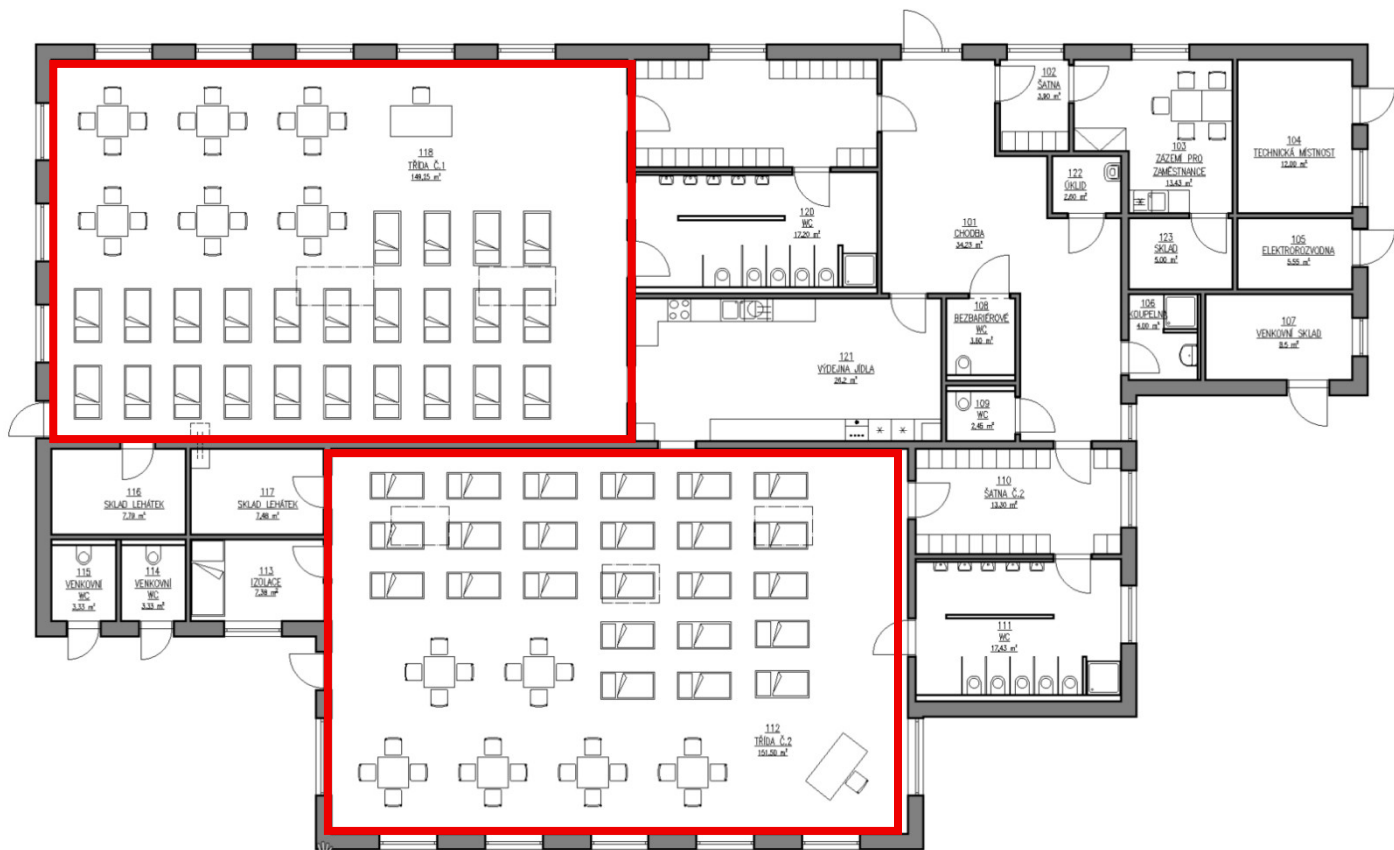 102
ŠATNA
3,80 m²
118
TŘÍDA Č.1
149,25 m²
103
ZÁZEMÍ PRO
ZAMĚSTNANCE
13,43 m²
104
TECHNICKÁ MÍSTNOST
12,00 m²
122
ÚKLID
2,60 m²
120
WC
17,20 m²
101
CHODBA
34,23 m²
123
SKLAD
5,00 m²
105
ELEKTROROZVODNA
5,55 m²
106
KOUPELNA
4,00 m²
107
VENKOVNÍ SKLAD
8,5 m²
108
BEZBARIÉROVÉ
WC
3,60 m²
121
VÝDEJNA JÍDLA
26,2 m²
109
WC
2,45 m²
116
SKLAD LEHÁTEK
7,79 m²
117
SKLAD LEHÁTEK
7,48 m²
110
ŠATNA Č.2
13,30 m²
115
VENKOVNÍ
WC
3,33 m²
114
VENKOVNÍ
WC
3,33 m²
113
IZOLACE
7,38 m²
111
WC
17,43 m²
112
TŘÍDA Č.2
151,50 m²